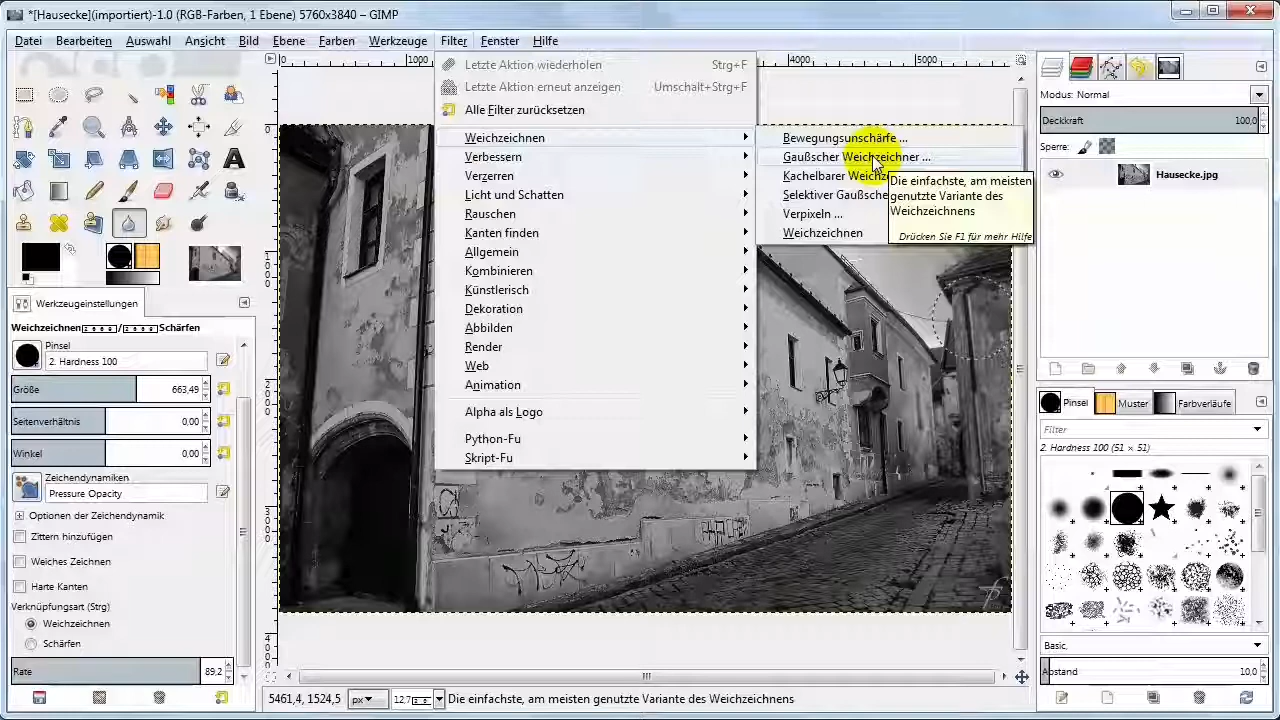 *[Hausecke](importiert)-1.0 (RGB-Farben, 1 Ebene) 5760x3840 – GIMP
Datei Bearbeiten Auswahl Ansicht Bild Ebene Farben Werkzeuge Filter Fenster Hilfe
0 1000 4000 5000
Letzte Aktion wiederholen Strg+F
Letzte Aktion erneut anzeigen Umschalt+Strg+F
Alle Filter zurücksetzen
Weichzeichnen
Verbessern
Verzerren
Licht und Schatten
Rauschen
Kanten finden
Allgemein
Kombinieren
Künstlerisch
Dekoration
Abbilden
Render
Web
Animation
Alpha als Logo
Python-Fu
Skript-Fu
Bewegungsunschärfe ...
Gaußscher Weichzeichner ...
Kachelbarer Weichze
Selektiver Gaußsche
Verpixeln ...
Weichzeichnen
Die einfachste, am meisten
genutzte Variante des
Weichzeichnens
Drücken Sie F1 für mehr Hilfe
Werkzeugeinstellungen
Weichzeichnen / Schärfen
Pinsel
2. Hardness 100
Größe 663,49
Seitenverhältnis 0,00
Winkel 0,00
Zeichendynamiken
Pressure Opacity
Optionen der Zeichendynamik
Zittern hinzufügen
Weiches Zeichnen
Harte Kanten
Verknüpfungsart (Strg)
Weichzeichnen
Schärfen
Rate 89,2
Modus: Normal
Deckkraft 100,0
Sperre:
Hausecke.jpg
Pinsel Muster Farbverläufe
Filter
2. Hardness 100 (51 × 51)
Basic,
Abstand 10,0
5461,4, 1524,5 px 12,7 Die einfachste, am meisten genutzte Variante des Weichzeichnens